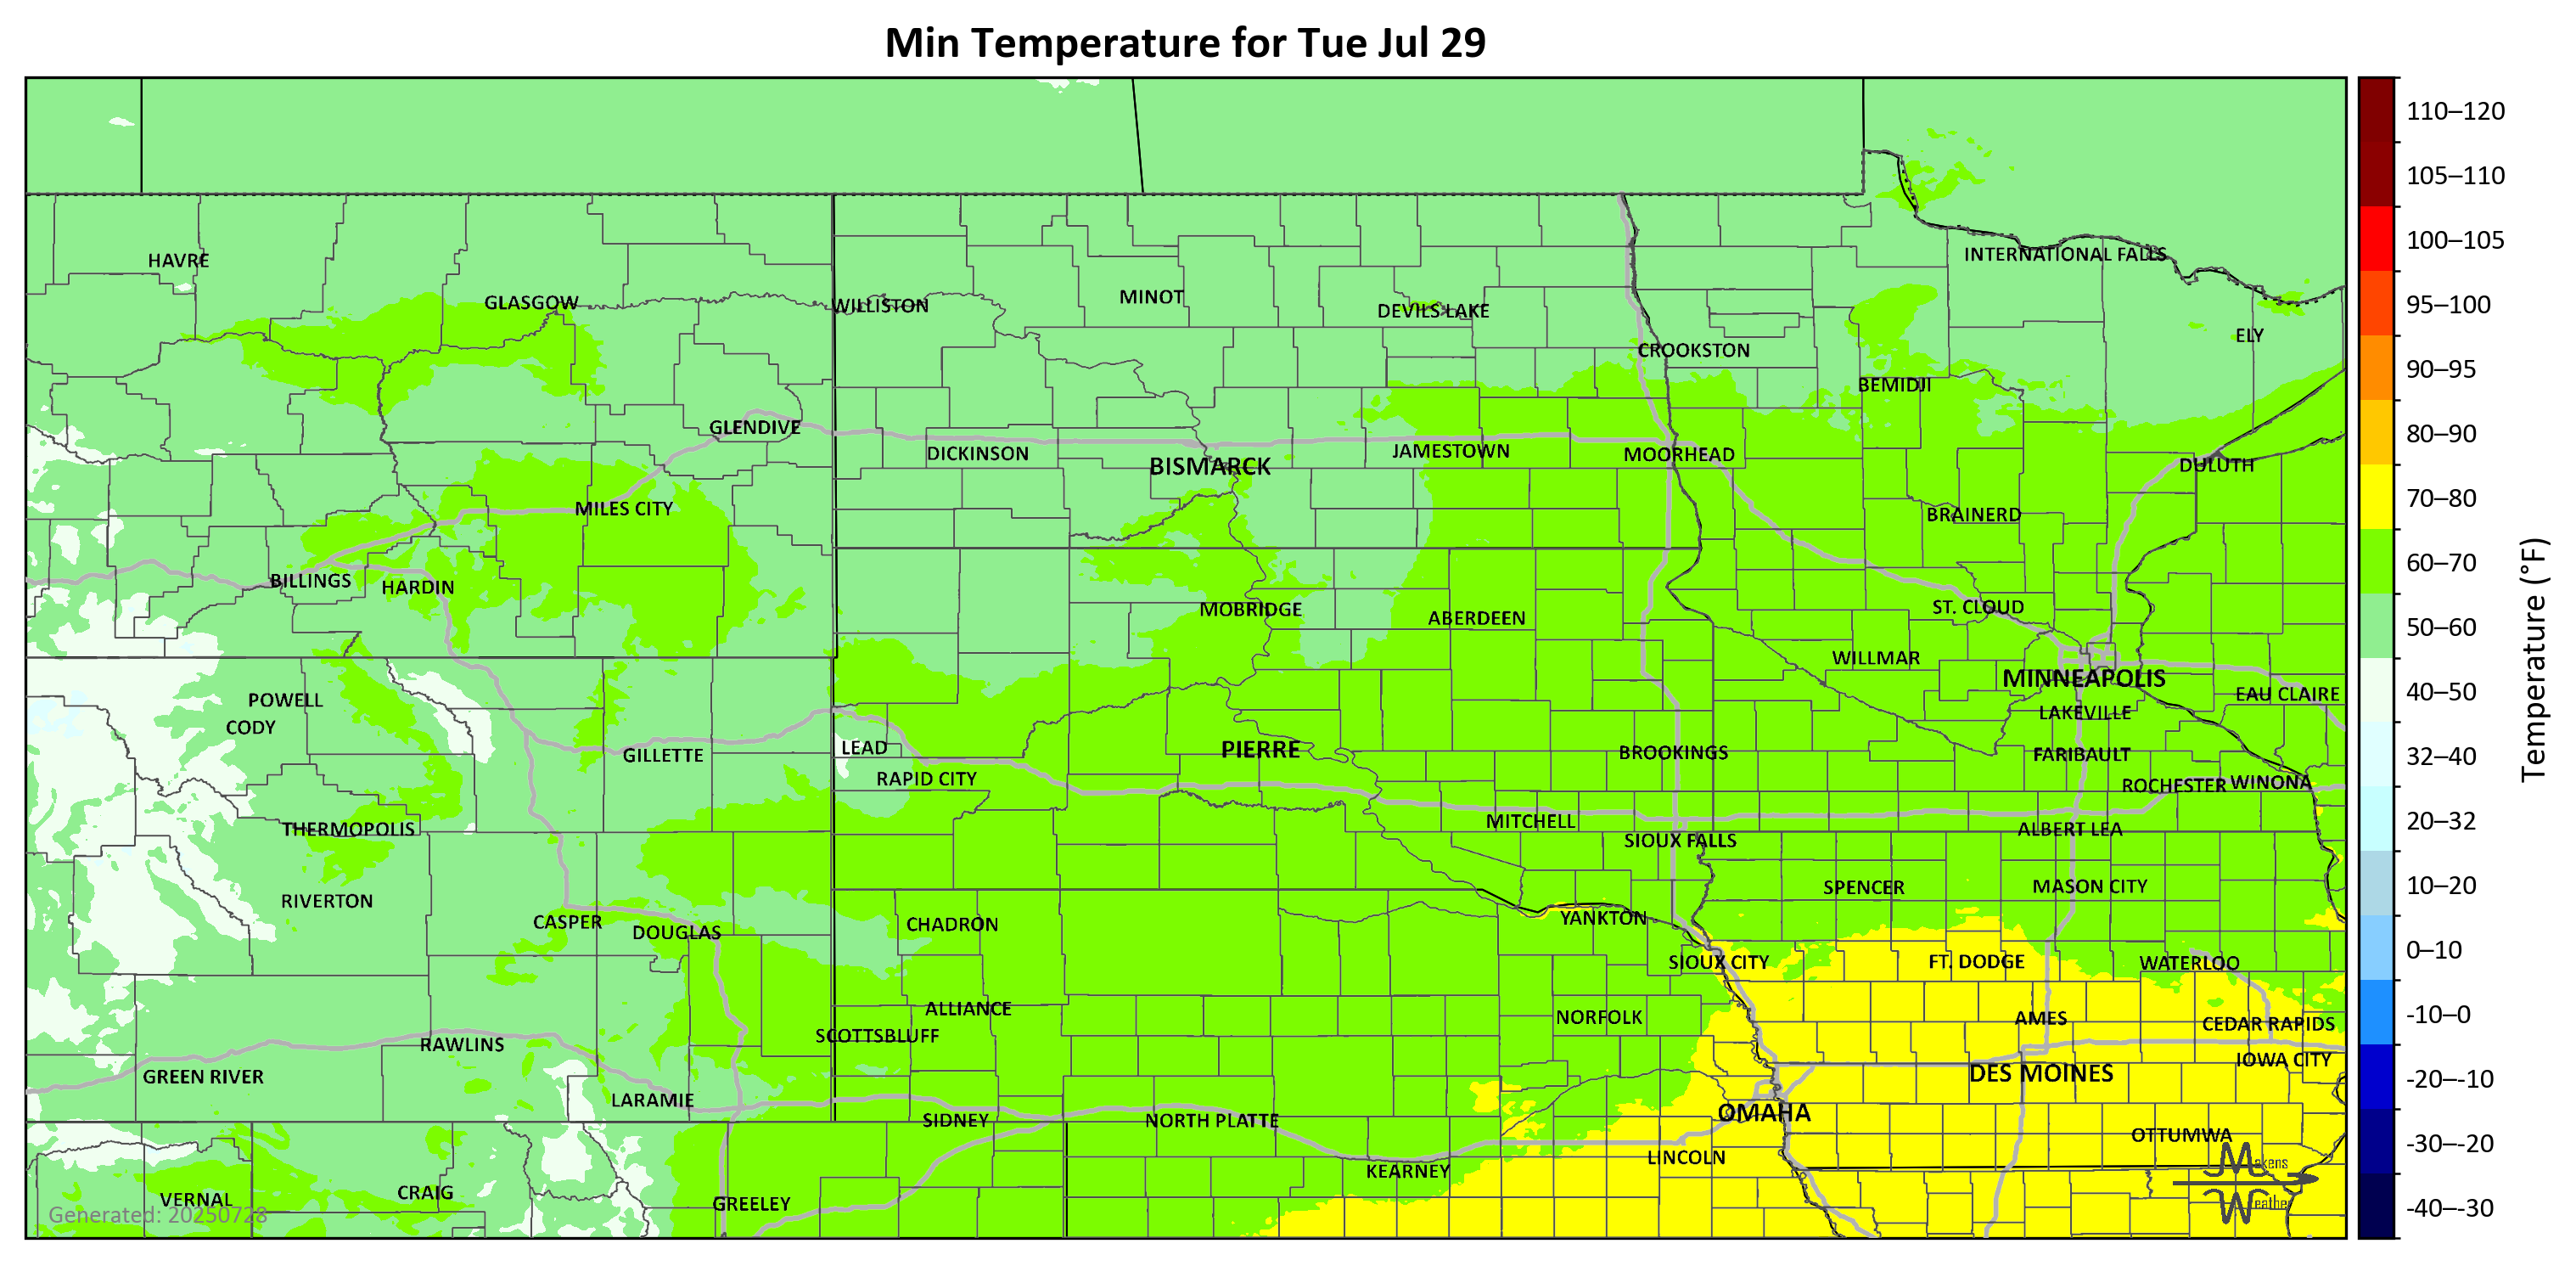 Min Temperature for Tue Jul 29
110–120
105–110
100–105
95–100
90–95
80–90
70–80
60–70
50–60
40–50
32–40
20–32
10–20
0–10
-10–0
-20–-10
-30–-20
-40–-30
Temperature (°F)
HAVRE
INTERNATIONAL FALLS
GLASGOW
WILLISTON
MINOT
DEVILS LAKE
ELY
CROOKSTON
BEMIDJI
GLENDIVE
DICKINSON
BISMARCK
JAMESTOWN
MOORHEAD
DULUTH
MILES CITY
BRAINERD
BILLINGS
HARDIN
MOBRIDGE
ABERDEEN
ST. CLOUD
WILLMAR
MINNEAPOLIS
EAU CLAIRE
POWELL
CODY
LAKEVILLE
GILLETTE
LEAD
PIERRE
BROOKINGS
FARIBAULT
RAPID CITY
ROCHESTER
WINONA
THERMOPOLIS
MITCHELL
SIOUX FALLS
ALBERT LEA
RIVERTON
SPENCER
MASON CITY
CASPER
DOUGLAS
CHADRON
YANKTON
SIOUX CITY
FT. DODGE
WATERLOO
ALLIANCE
NORFOLK
AMES
CEDAR RAPIDS
SCOTTSBLUFF
RAWLINS
IOWA CITY
GREEN RIVER
DES MOINES
LARAMIE
OMAHA
SIDNEY
NORTH PLATTE
OTTUMWA
LINCOLN
KEARNEY
VERNAL
CRAIG
GREELEY
Makens
Weather
Generated: 20250728